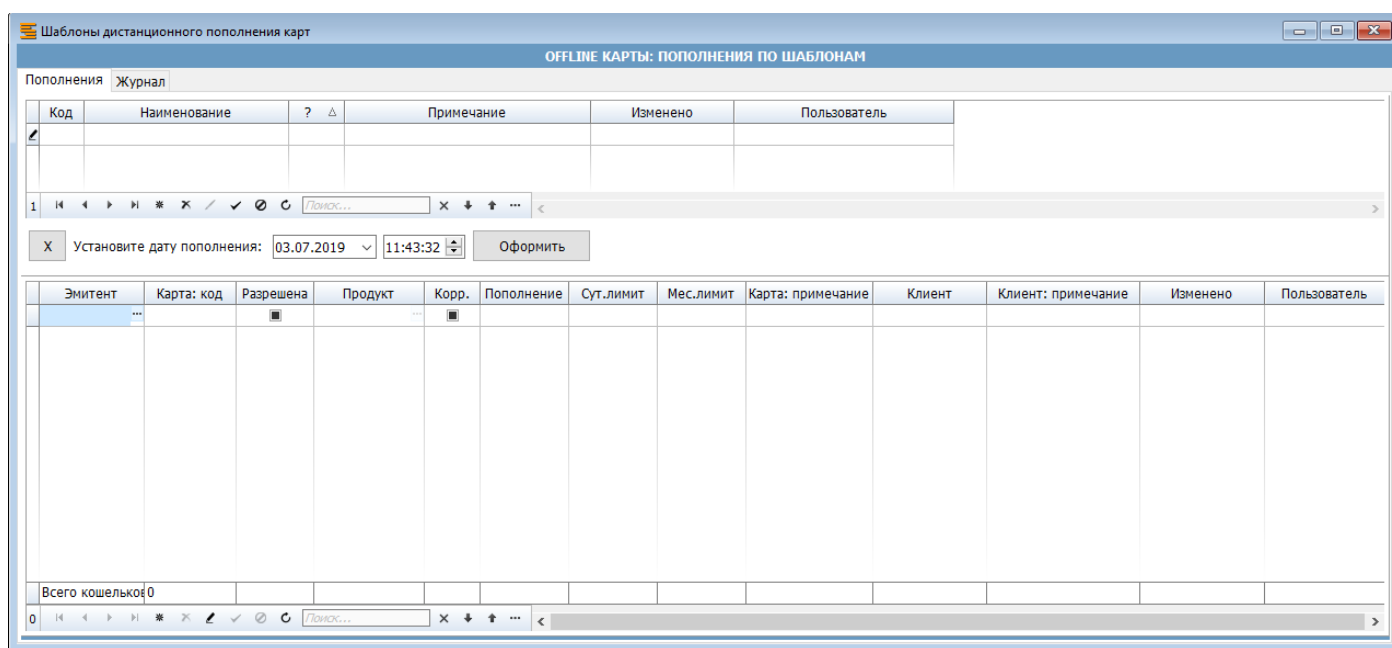 Шаблоны дистанционного пополнения карт
OFFLINE КАРТЫ: ПОПОЛНЕНИЯ ПО ШАБЛОНАМ
Пополнения Журнал
Код Наименование ? Примечание Изменено Пользователь
1 Поиск...
X Установите дату пополнения: 03.07.2019 11:43:32 Оформить
Эмитент Карта: код Разрешена Продукт Корр. Пополнение Сут.лимит Мес.лимит Карта: примечание Клиент Клиент: примечание Изменено Пользователь
Всего кошельков 0
0 Поиск...